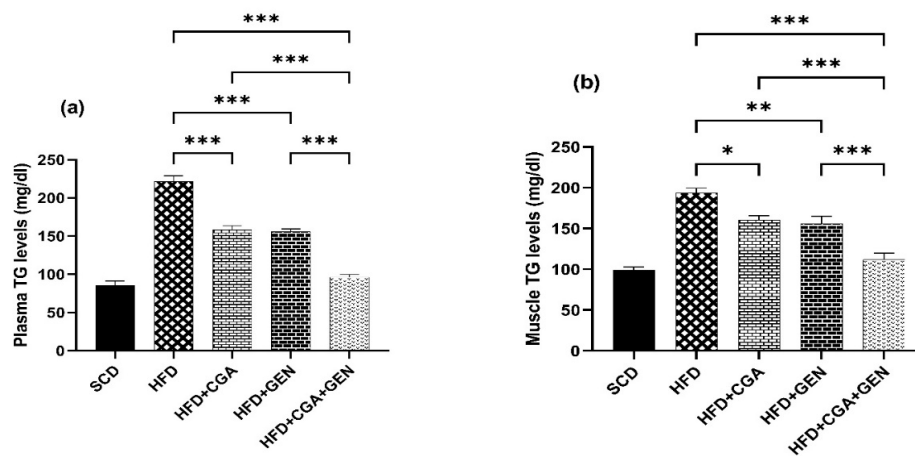 (a)
***
***
***
***
***
Plasma TG levels (mg/dl)
250
200
150
100
50
0
SCD
HFD
HFD+CGA
HFD+GEN
HFD+CGA+GEN
(b)
***
***
**
*
***
Muscle TG levels (mg/dl)
250
200
150
100
50
0
SCD
HFD
HFD+CGA
HFD+GEN
HFD+CGA+GEN